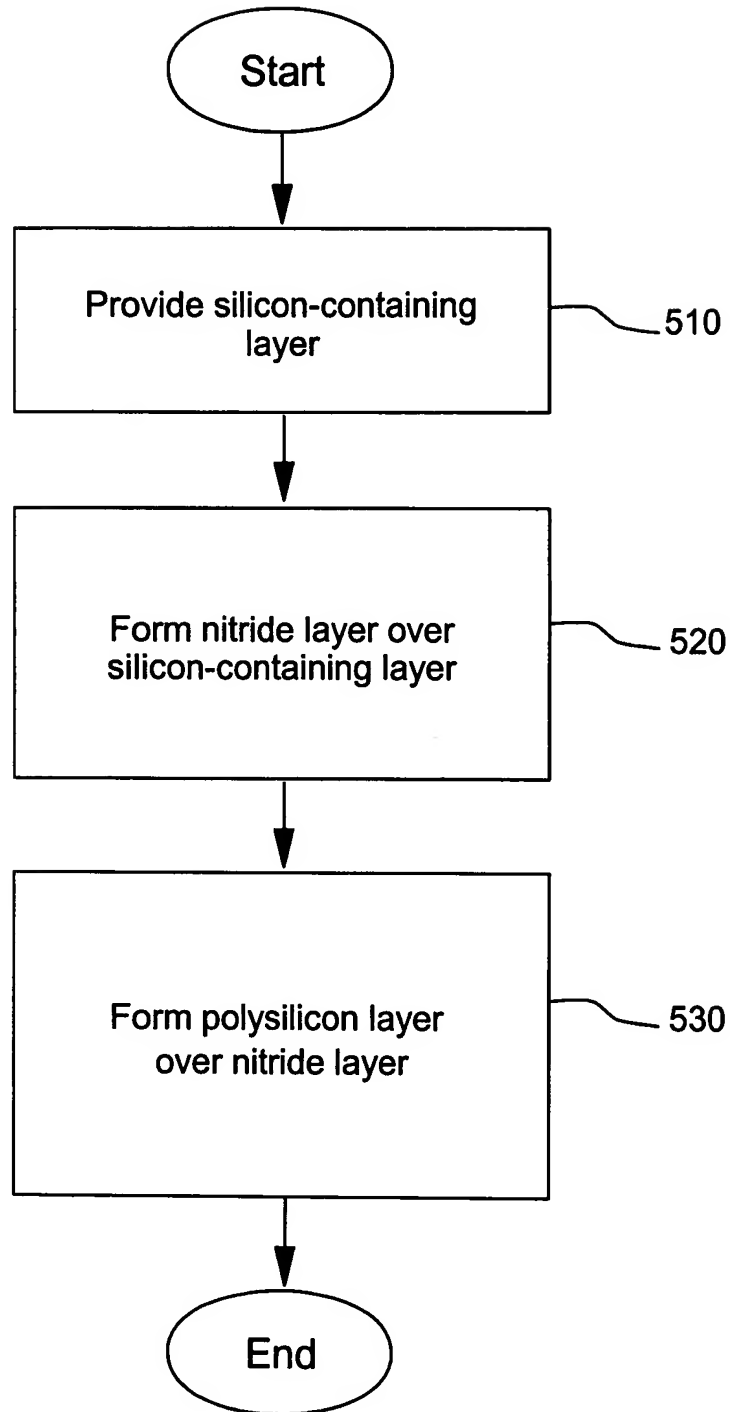 Start
Provide silicon-containing
layer
510
Form nitride layer over
silicon-containing layer
520
Form polysilicon layer
over nitride layer
530
End